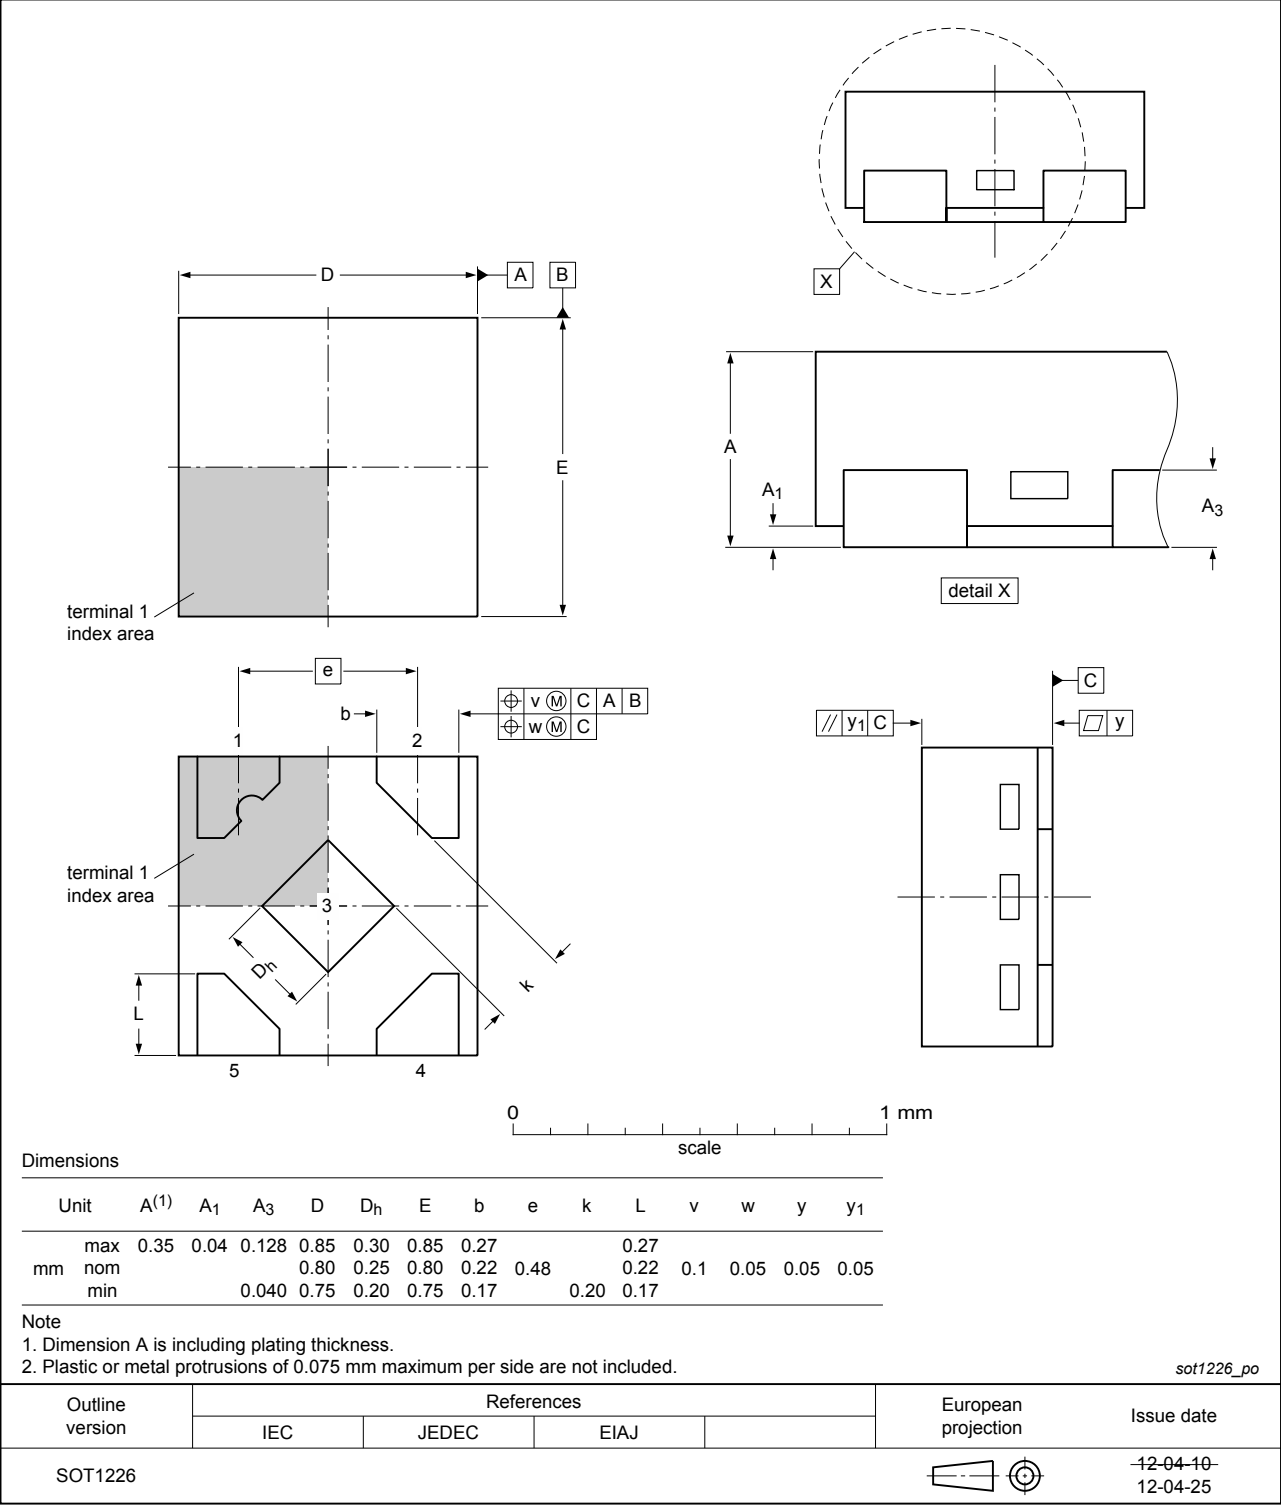 X
D
A
B
E
terminal 1
index area
A
A1
A3
detail X
e
b
v M C A B
w M C
1
2
terminal 1
index area
3
Dh
k
L
5
4
C
// y1 C
y
0
1 mm
scale
Dimensions
Unit A(1) A1 A3 D Dh E b e k L v w y y1
max 0.35 0.04 0.128 0.85 0.30 0.85 0.27 0.27
mm nom 0.80 0.25 0.80 0.22 0.48 0.22 0.1 0.05 0.05 0.05
min 0.040 0.75 0.20 0.75 0.17 0.20 0.17
Note
1. Dimension A is including plating thickness.
2. Plastic or metal protrusions of 0.075 mm maximum per side are not included.
sot1226_po
Outline
version
References
IEC JEDEC EIAJ
European
projection
Issue date
SOT1226
12-04-10
12-04-25